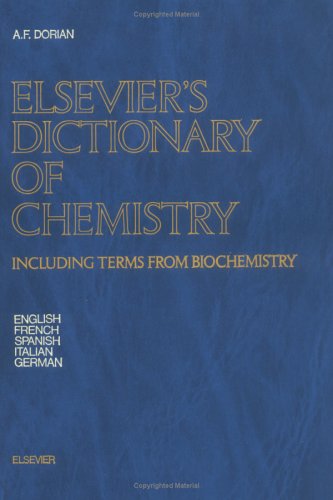 A.F. DORIAN
ELSEVIER'S
DICTIONARY
OF
CHEMISTRY
INCLUDING TERMS FROM BIOCHEMISTRY
ENGLISH
FRENCH
SPANISH
ITALIAN
GERMAN
ELSEVIER